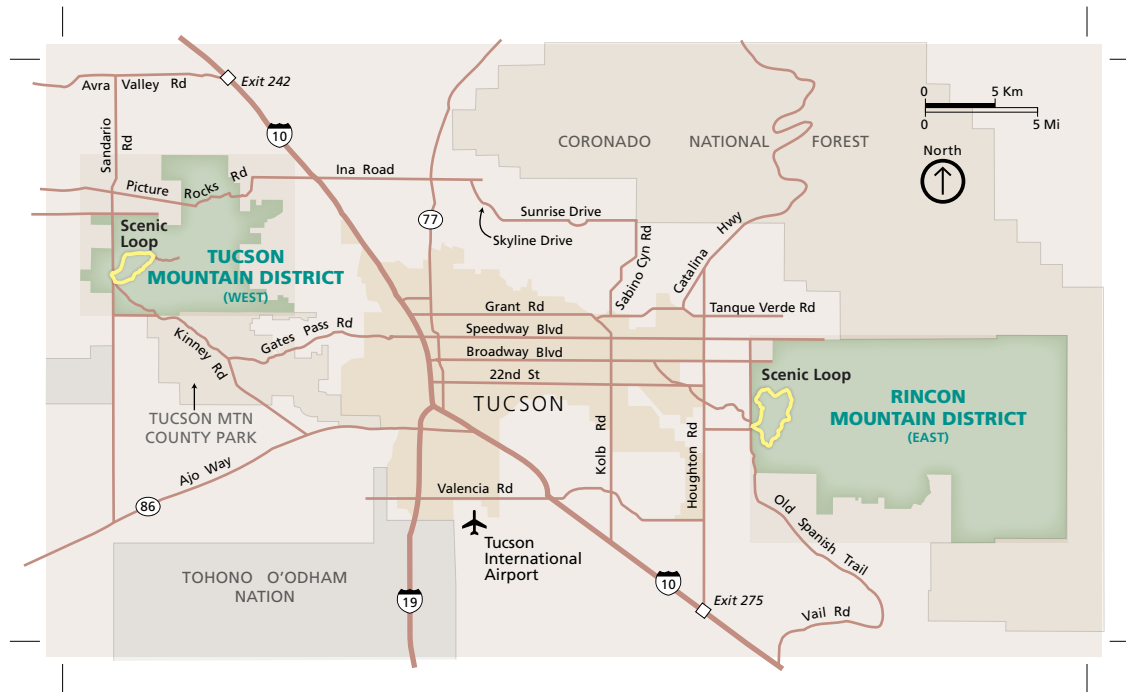 Exit 242
Avra Valley Rd
10
Sandario Rd
0 5 Km
0 5 Mi
North
CORONADO NATIONAL FOREST
Picture Rocks Rd
Ina Road
77
Sunrise Drive
Skyline Drive
Scenic
Loop
TUCSON
MOUNTAIN DISTRICT
(WEST)
Sabino Cyn Rd
Catalina Hwy
Grant Rd
Tanque Verde Rd
Speedway Blvd
Gates Pass Rd
Kinney Rd
Broadway Blvd
22nd St
TUCSON
Scenic Loop
RINCON
MOUNTAIN DISTRICT
(EAST)
TUCSON MTN
COUNTY PARK
Kolb Rd
Houghton Rd
Ajo Way
86
Valencia Rd
Tucson
International
Airport
Old Spanish Trail
TOHONO O'ODHAM
NATION
19
10
Exit 275
Vail Rd